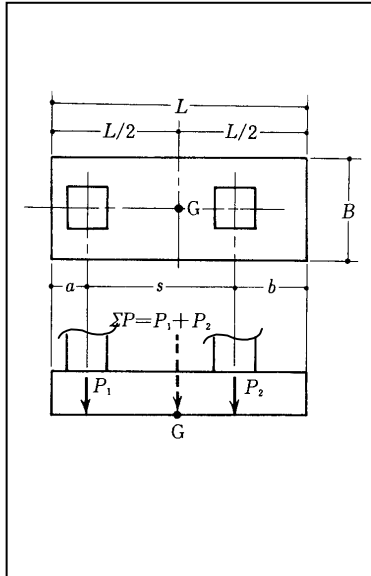 L
L/2 L/2
G
B
a s b
ΣP=P₁+P₂
P₁ P₂
G